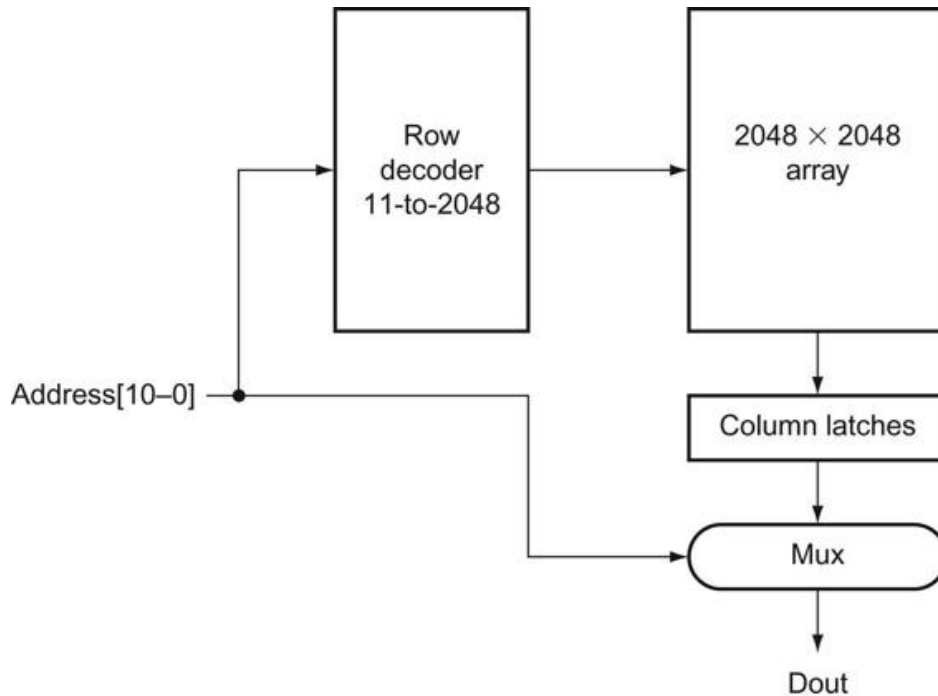 Row
decoder
11-to-2048
2048 × 2048
array
Address[10–0]
Column latches
Mux
Dout